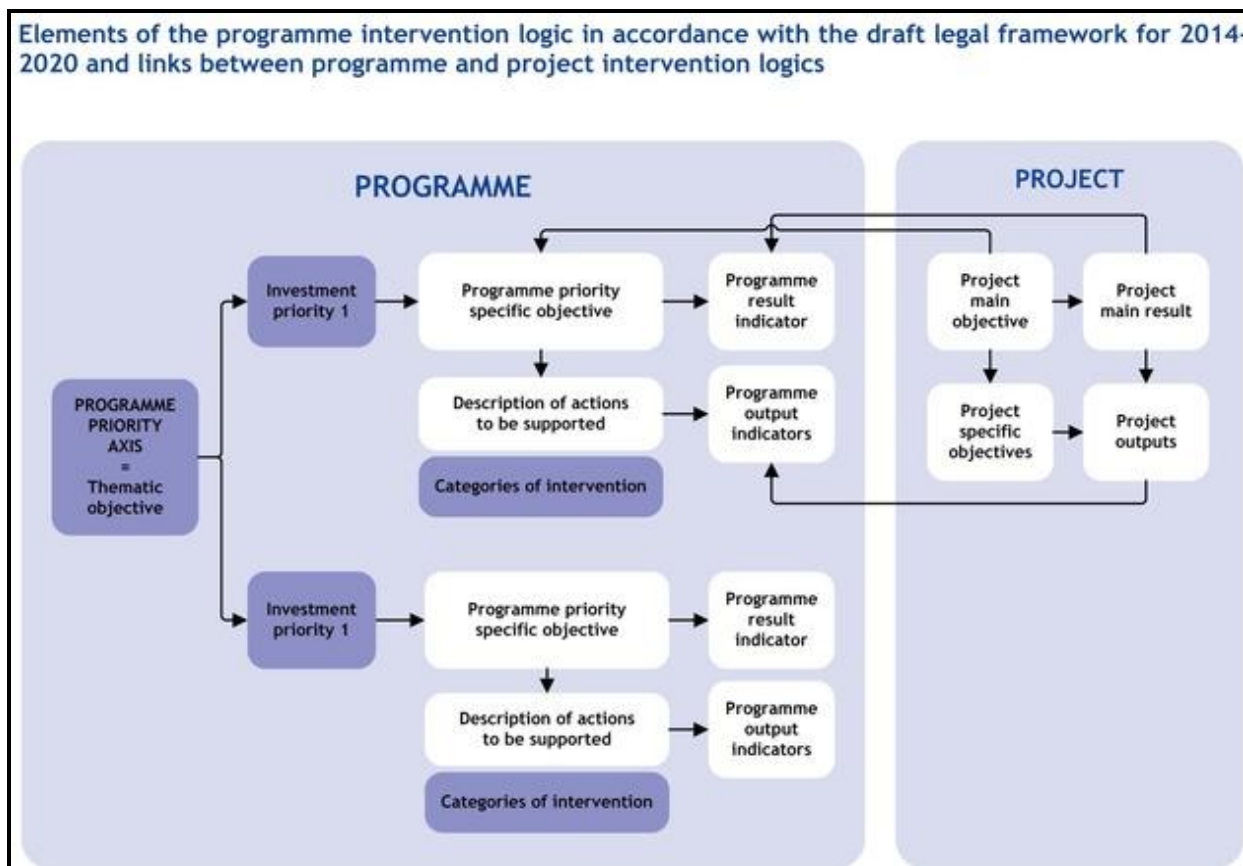 Elements of the programme intervention logic in accordance with the draft legal framework for 2014-
2020 and links between programme and project intervention logics
PROGRAMME
PROJECT
Investment
priority 1
Programme priority
specific objective
Programme
result
indicator
Project
main
objective
Project
main result
PROGRAMME
PRIORITY
AXIS
=
Thematic
objective
Description of actions
to be supported
Programme
output
indicators
Project
specific
objectives
Project
outputs
Categories of intervention
Investment
priority 1
Programme priority
specific objective
Programme
result
indicator
Description of actions
to be supported
Programme
output
indicators
Categories of intervention